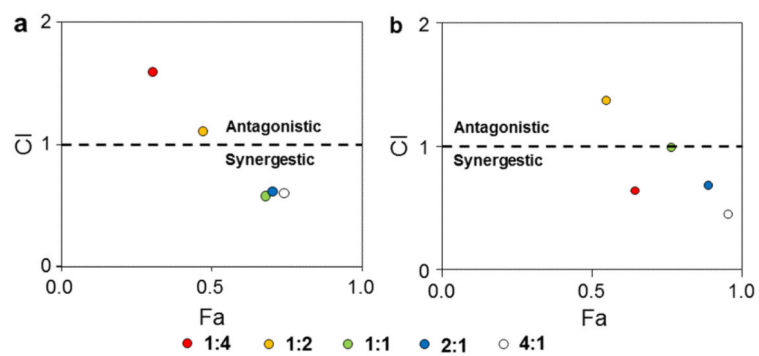 a
2
CI
1
Antagonistic
Synergestic
0
0.0
0.5
1.0
Fa
b
2
CI
1
Antagonistic
Synergestic
0
0.0
0.5
1.0
Fa
1:4 1:2 1:1 2:1 4:1